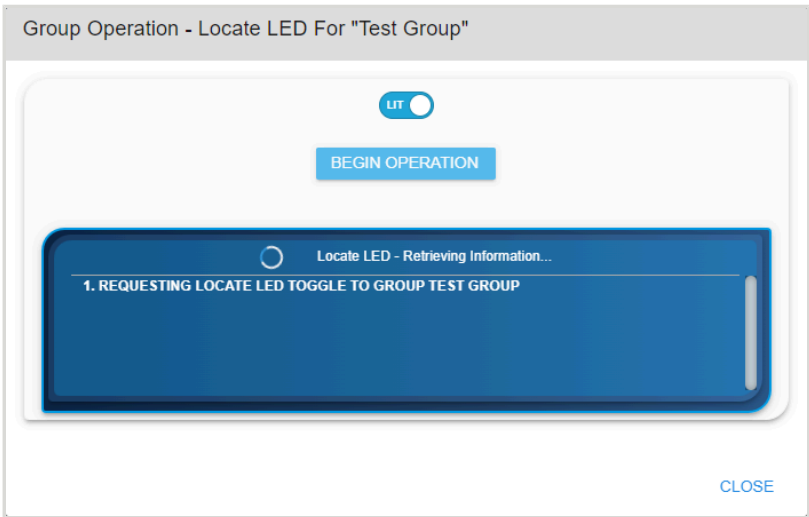 Group Operation - Locate LED For "Test Group"
LIT
BEGIN OPERATION
Locate LED - Retrieving Information...
1. REQUESTING LOCATE LED TOGGLE TO GROUP TEST GROUP
CLOSE